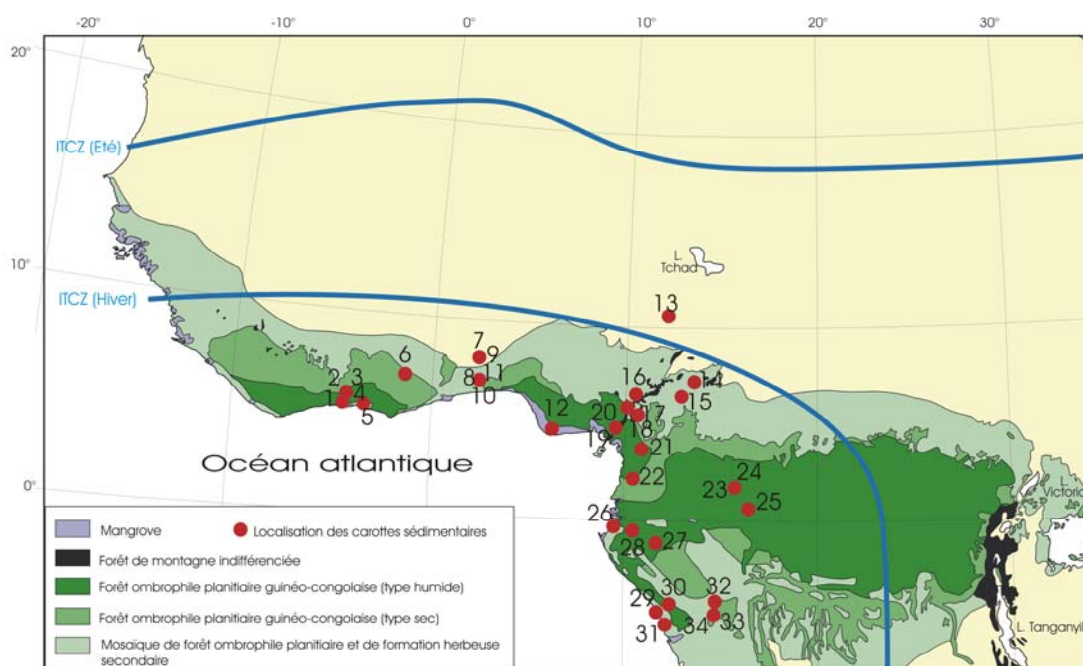 -20°
-10°
0°
10°
20°
30°
20°
ITCZ (Eté)
L.
Tchad
10°
ITCZ (Hiver)
13
7
9
6
8
11
10
2
3
1
4
5
16
14
15
12
20
17
18
19
21
22
24
23
25
Océan atlantique
0°
L.
Victoria
26
28
27
30
29
31
32
34
33
L. Tanganyi
Mangrove
Localisation des carottes sédimentaires
Forêt de montagne indifférenciée
Forêt ombrophile planitiaire guinéo-congolaise (type humide)
Forêt ombrophile planitiaire guinéo-congolaise (type sec)
Mosaïque de forêt ombrophile planitiaire et de formation herbeuse
secondaire